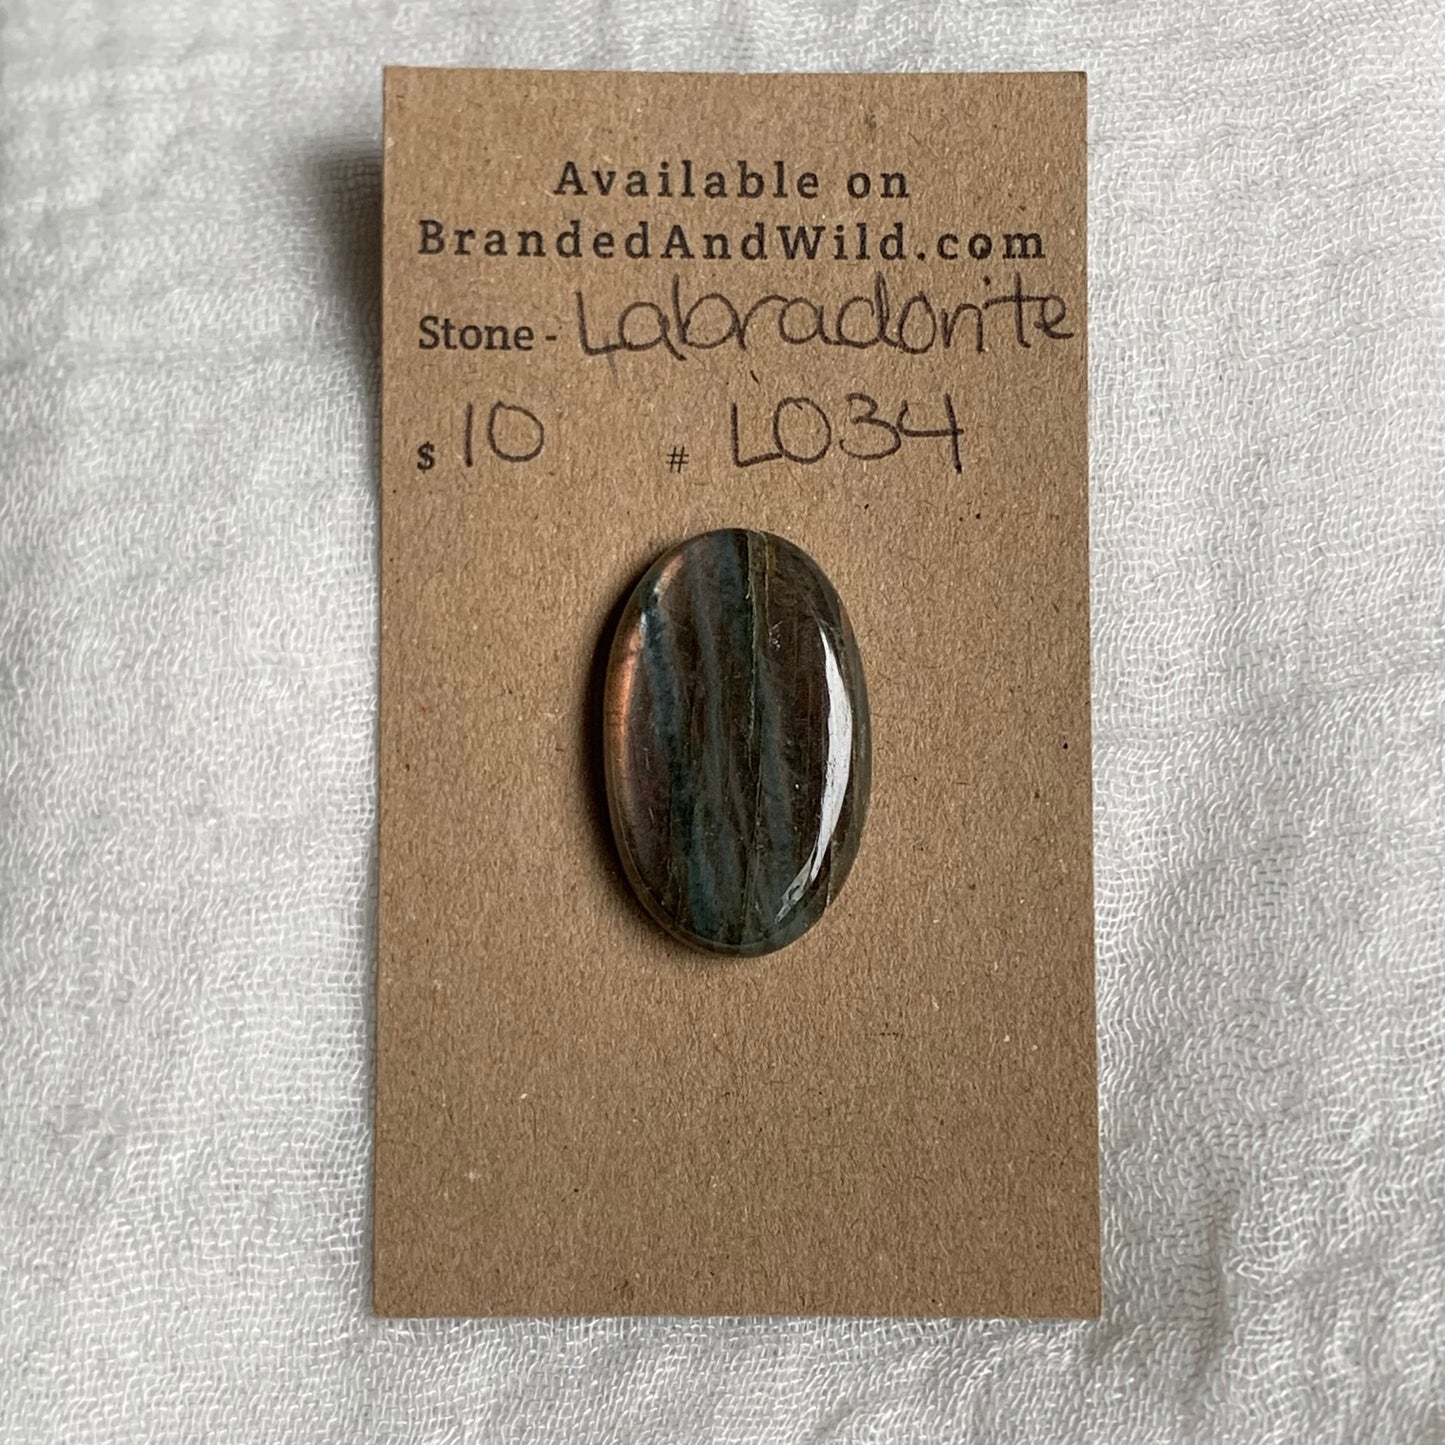 Available on
BrandedAndWild.com
Stone - Labradorite
$ 10 # L034